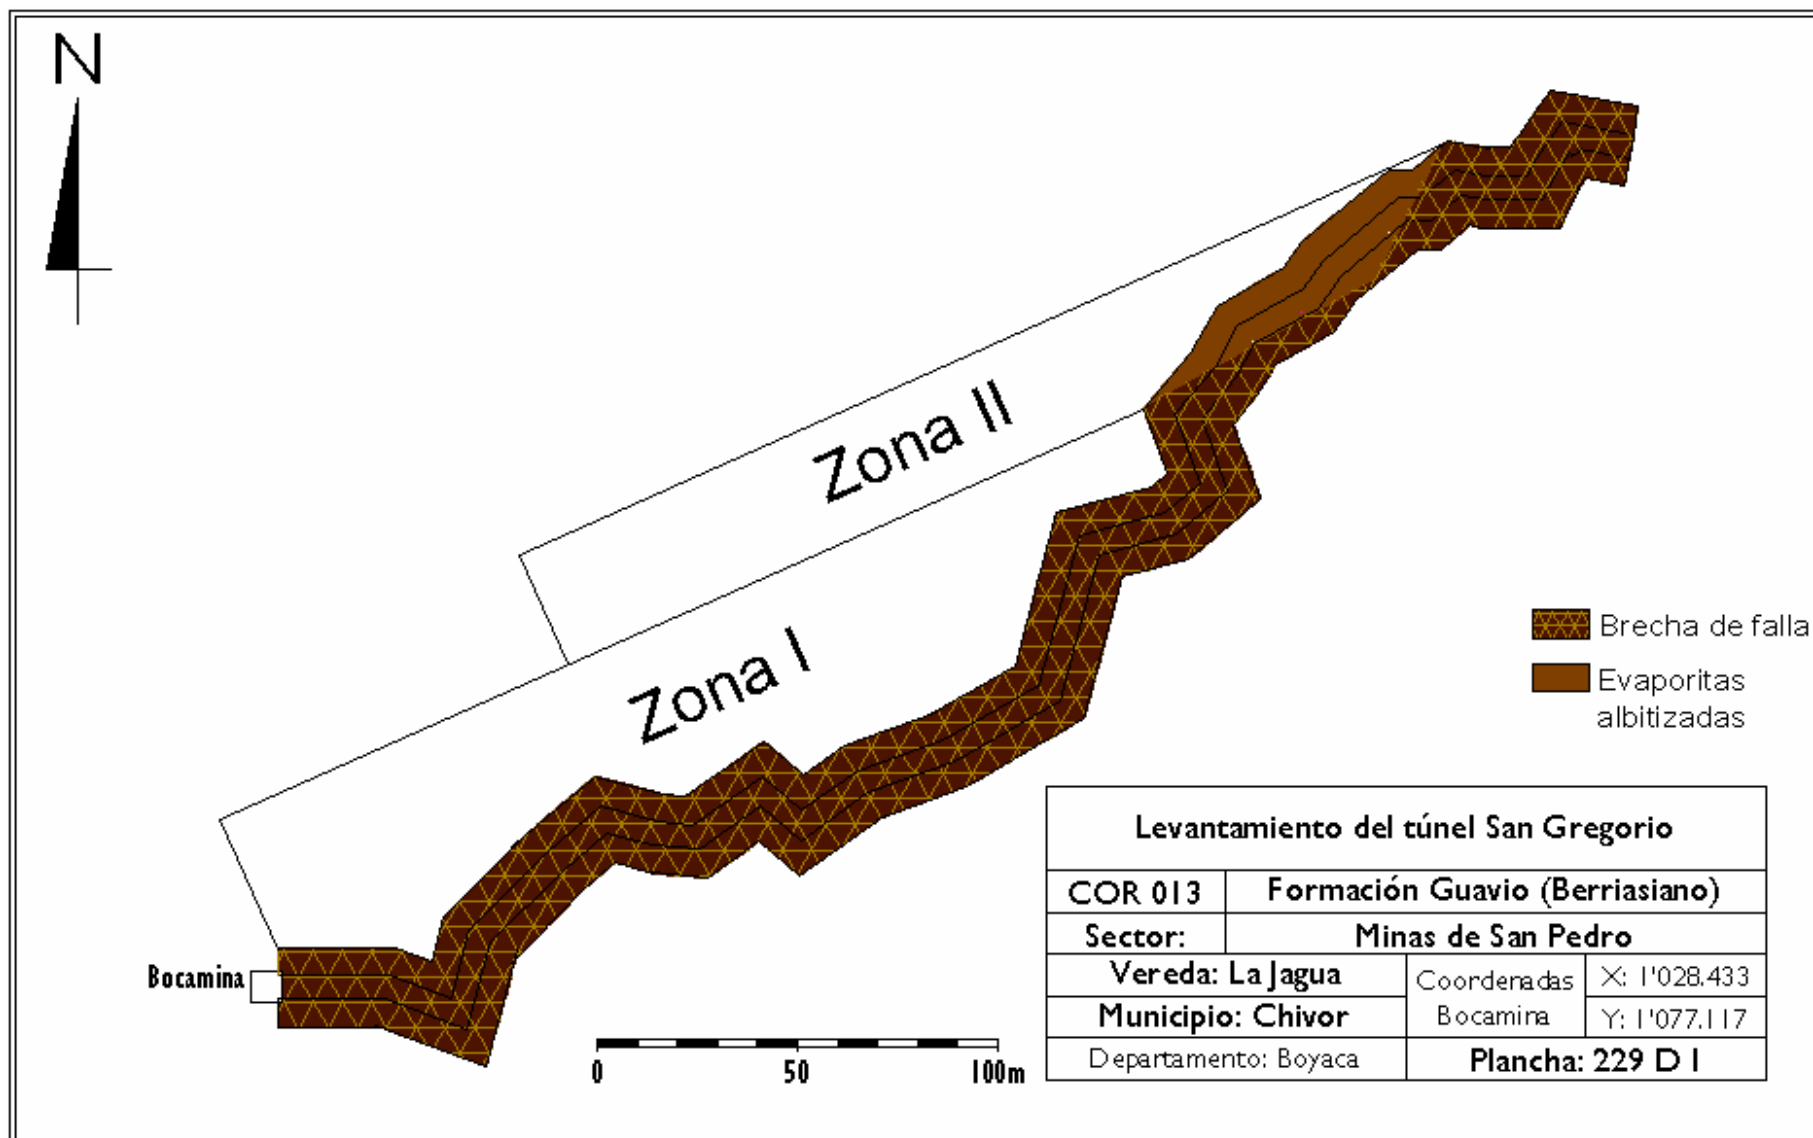 N
Zona II
Zona I
Brecha de falla
Evaporitas
albitizadas
Bocamina
0 50 100m
Levantamiento del túnel San Gregorio
COR 013 Formación Guavio (Berriasiano)
Sector: Minas de San Pedro
Vereda: La Jagua
Municipio: Chivor
Coordenadas
Bocamina
X: 1'028.433
Y: 1'077.117
Departamento: Boyaca
Plancha: 229 D I